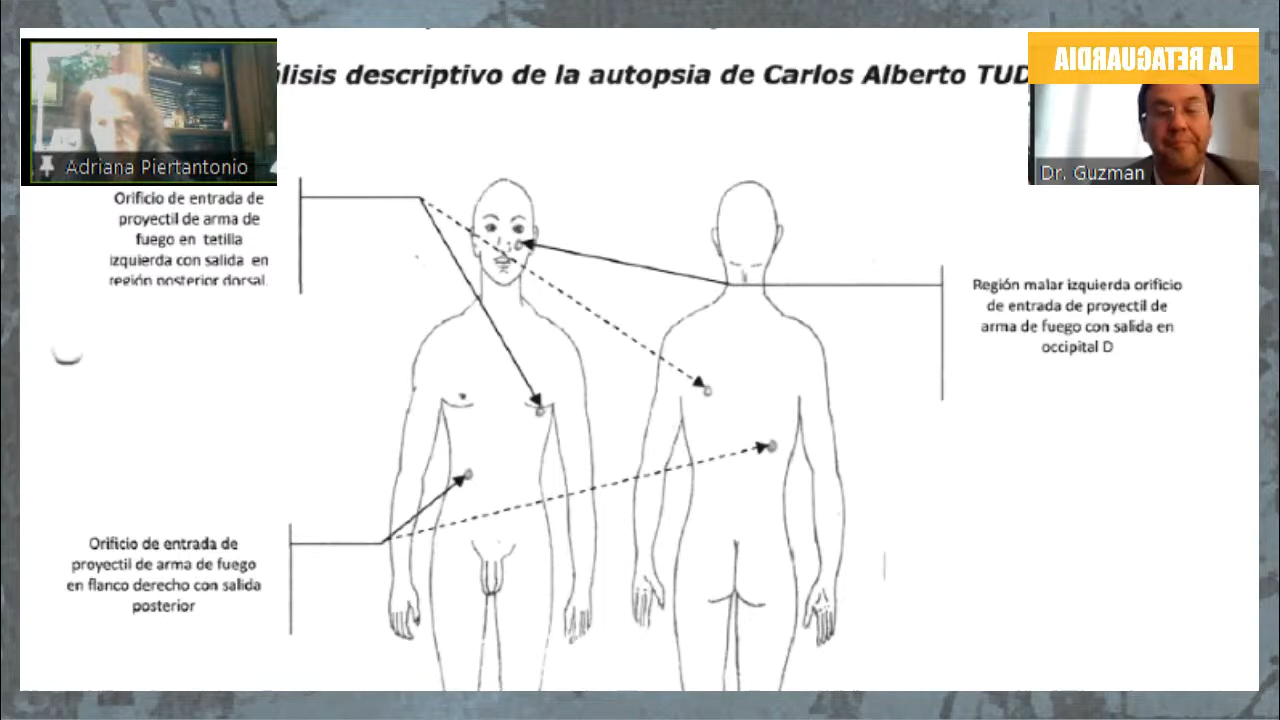 álisis descriptivo de la autopsia de Carlos Alberto TUD
LA RETAGUARDIA
Adriana Piertantonio
Dr. Guzman
Orificio de entrada de
proyectil de arma de
fuego en tetilla
izquierda con salida en
región posterior dorsal.
Región malar izquierda orificio
de entrada de proyectil de
arma de fuego con salida en
occipital D
Orificio de entrada de
proyectil de arma de fuego
en flanco derecho con salida
posterior